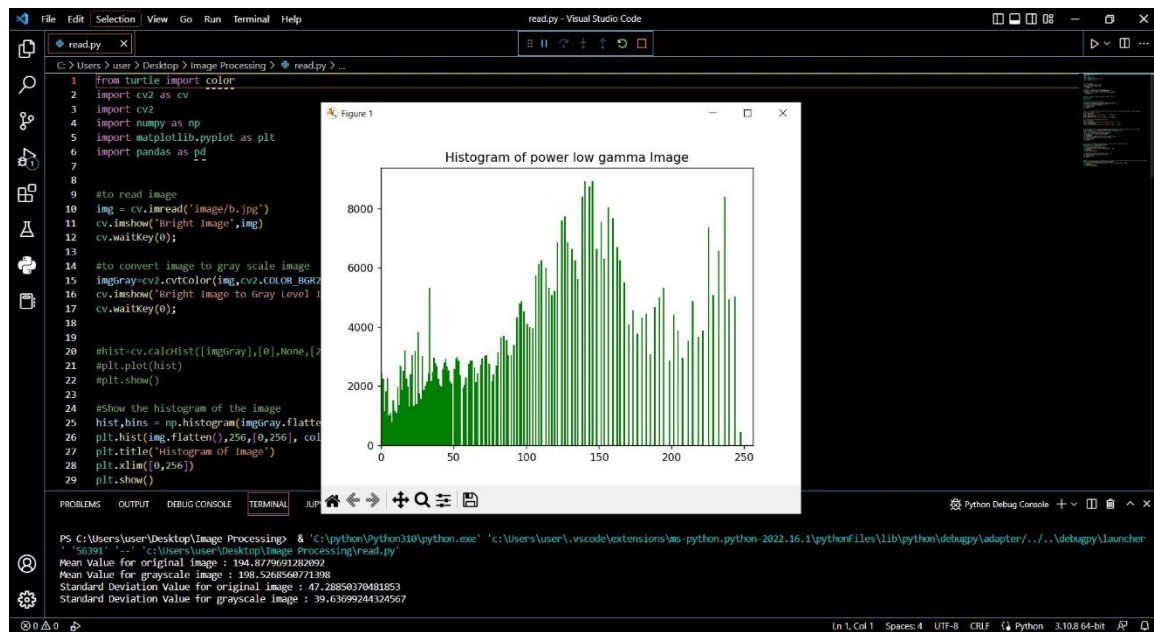 File Edit Selection View Go Run Terminal Help
read.py - Visual Studio Code
read.py
C: > Users > user > Desktop > Image Processing > read.py > ...
1 from turtle import color
2 import cv2 as cv
3 import cv2
4 import numpy as np
5 import matplotlib.pyplot as plt
6 import pandas as pd
7
8
9 #to read image
10 img = cv.imread('image/b.jpg')
11 cv.imshow('Bright Image',img)
12 cv.waitKey(0);
13
14 #to convert image to gray scale image
15 imgGray=cv2.cvtColor(img,cv2.COLOR_BGR2
16 cv.imshow('Bright Image to Gray Level I
17 cv.waitKey(0);
18
19
20 #hist=cv.calcHist([imgGray],[0],None,[2
21 #plt.plot(hist)
22 #plt.show()
23
24 #Show the histogram of the image
25 hist,bins = np.histogram(imgGray.flatte
26 plt.hist(img.flatten(),256,[0,256], col
27 plt.title('Histogram Of Image')
28 plt.xlim([0,256])
29 plt.show()
Figure 1
Histogram of power low gamma Image
8000
6000
4000
2000
0
0 50 100 150 200 250
PROBLEMS OUTPUT DEBUG CONSOLE TERMINAL JUP
Python Debug Console
PS C:\Users\user\Desktop\Image Processing> & 'C:\python\Python310\python.exe' 'c:\Users\user\.vscode\extensions\ms-python.python-2022.16.1\pythonFiles\lib\python\debugpy\adapter/../..\debugpy\launcher
' '56391' '--' 'c:\Users\user\Desktop\Image Processing\read.py'
Mean Value for original image : 194.8779691282092
Mean Value for grayscale image : 198.5268560771398
Standard Deviation Value for original image : 47.28850370481853
Standard Deviation Value for grayscale image : 39.63699244324567
0 0 Ln 1, Col 1 Spaces: 4 UTF-8 CRLF Python 3.10.8 64-bit